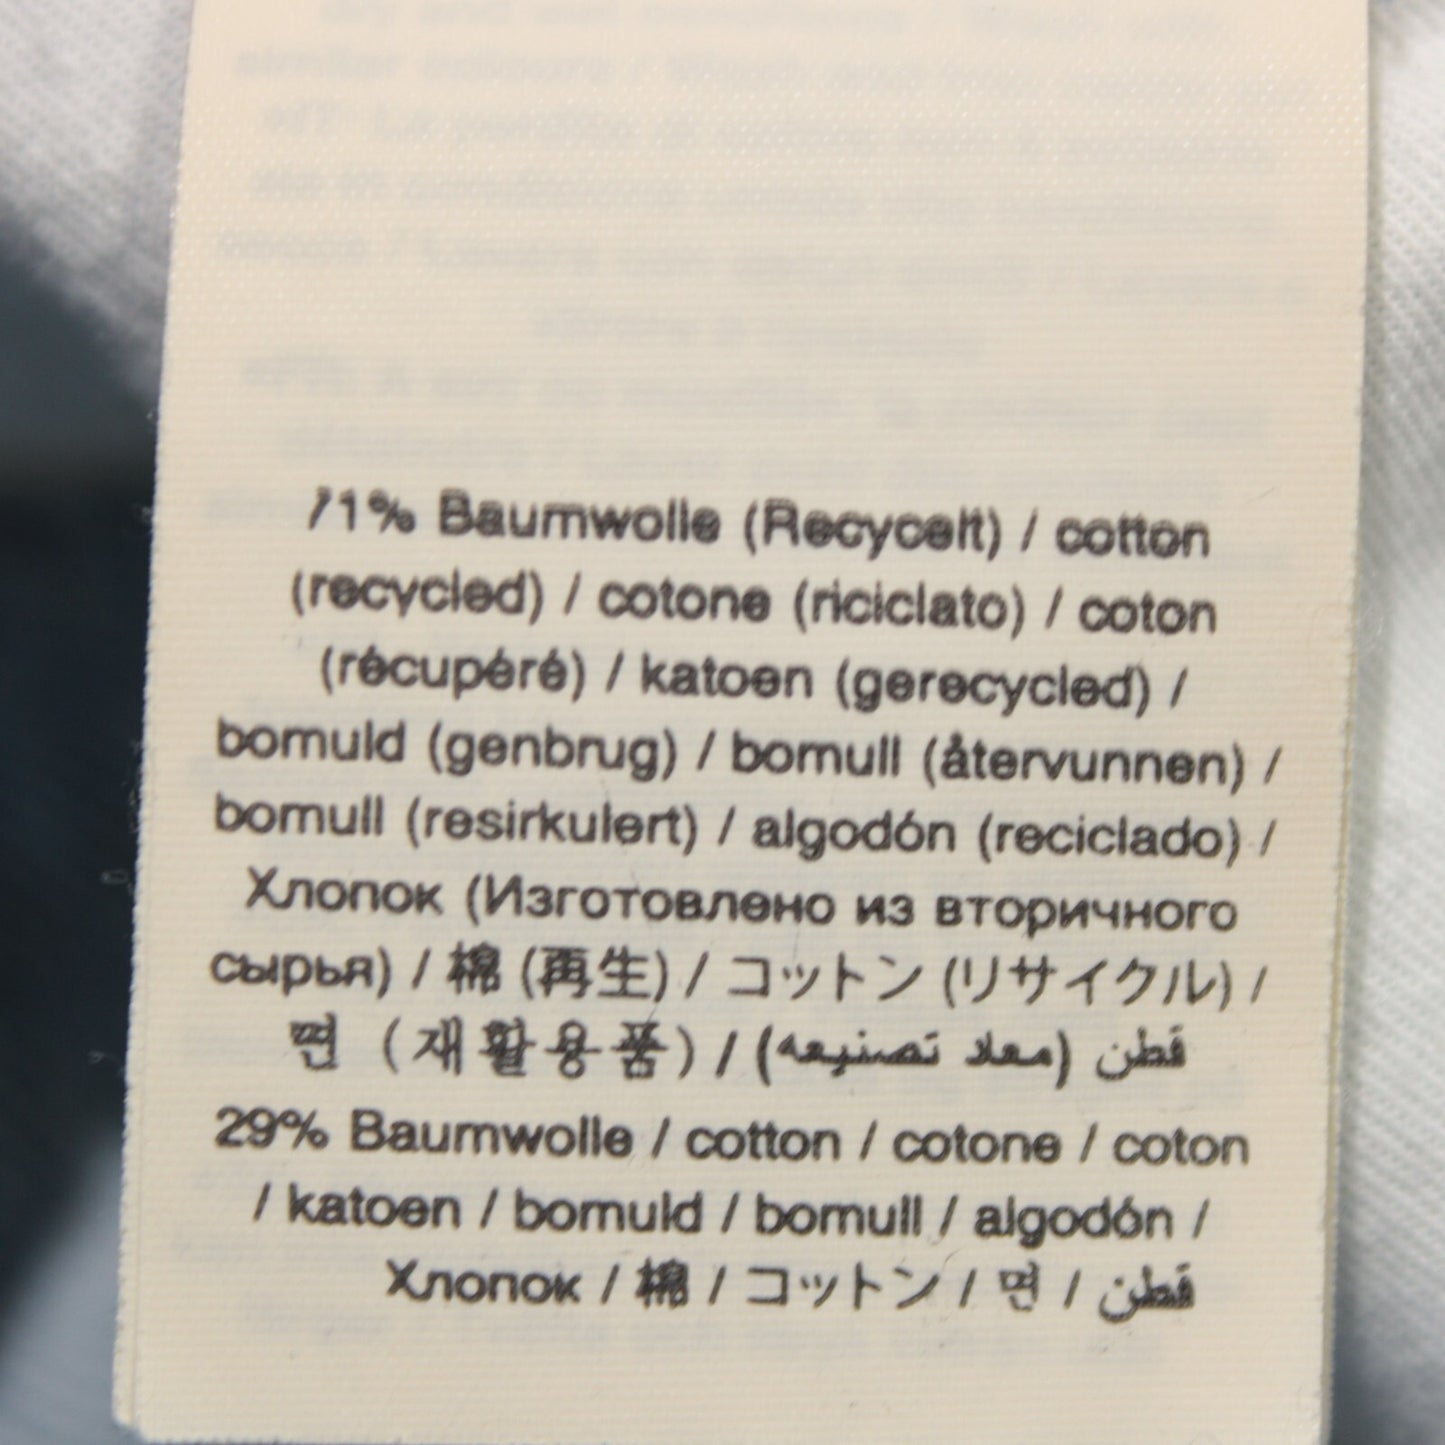 71% Baumwolle (Recycelt) / cotton
(recycled) / cotone (riciclato) / coton
(récupéré) / katoen (gerecycled) /
bomuld (genbrug) / bomull (återvunnen) /
bomull (resirkulert) / algodón (reciclado) /
Хлопок (Изготовлено из вторичного
сырья) / 棉 (再生) / コットン (リサイクル) /
면 (재활용품) / قطن (معاد تصنيعه)
29% Baumwolle / cotton / cotone / coton
/ katoen / bomuld / bomull / algodón /
Хлопок / 棉 / コットン / 면 / قطن